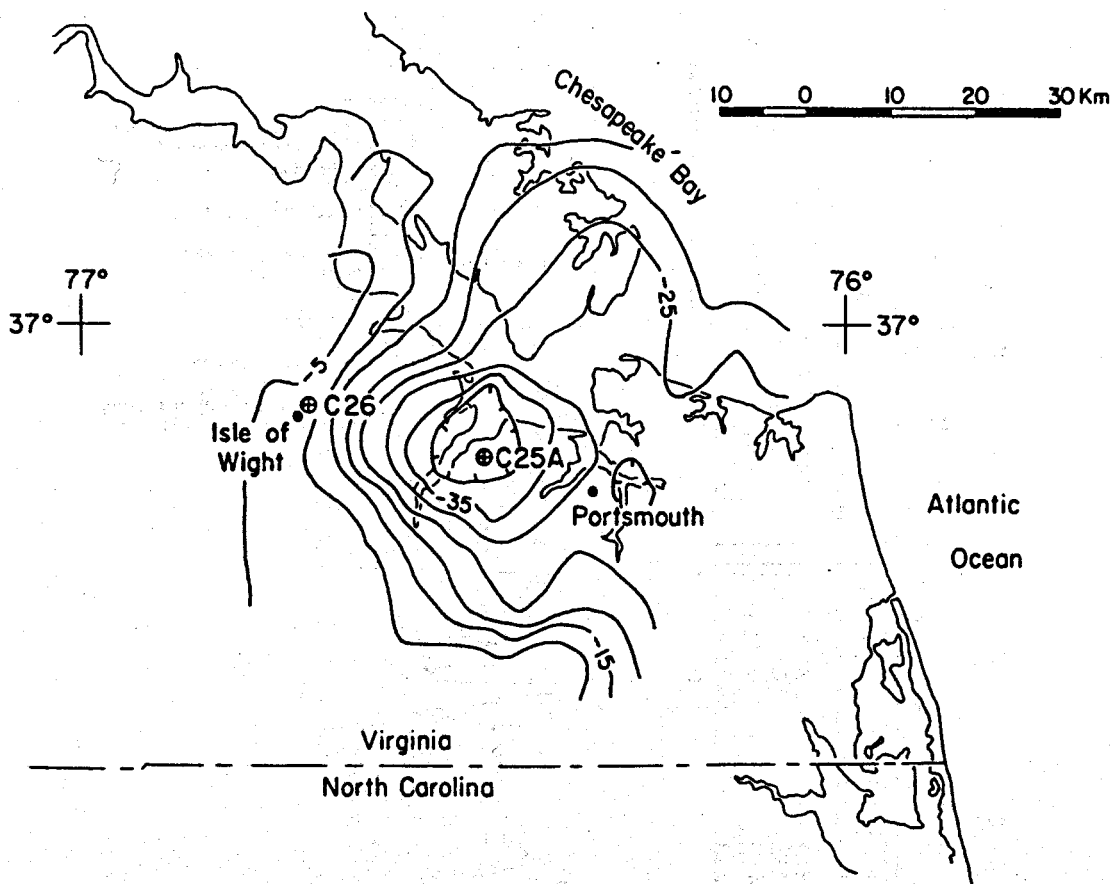 Chesapeake Bay
10 0 10 20 30 Km
77°
37°
76°
37°
-25
-5
C26
Isle of
Wight
C25A
-35
Portsmouth
Atlantic
Ocean
-15
Virginia
North Carolina